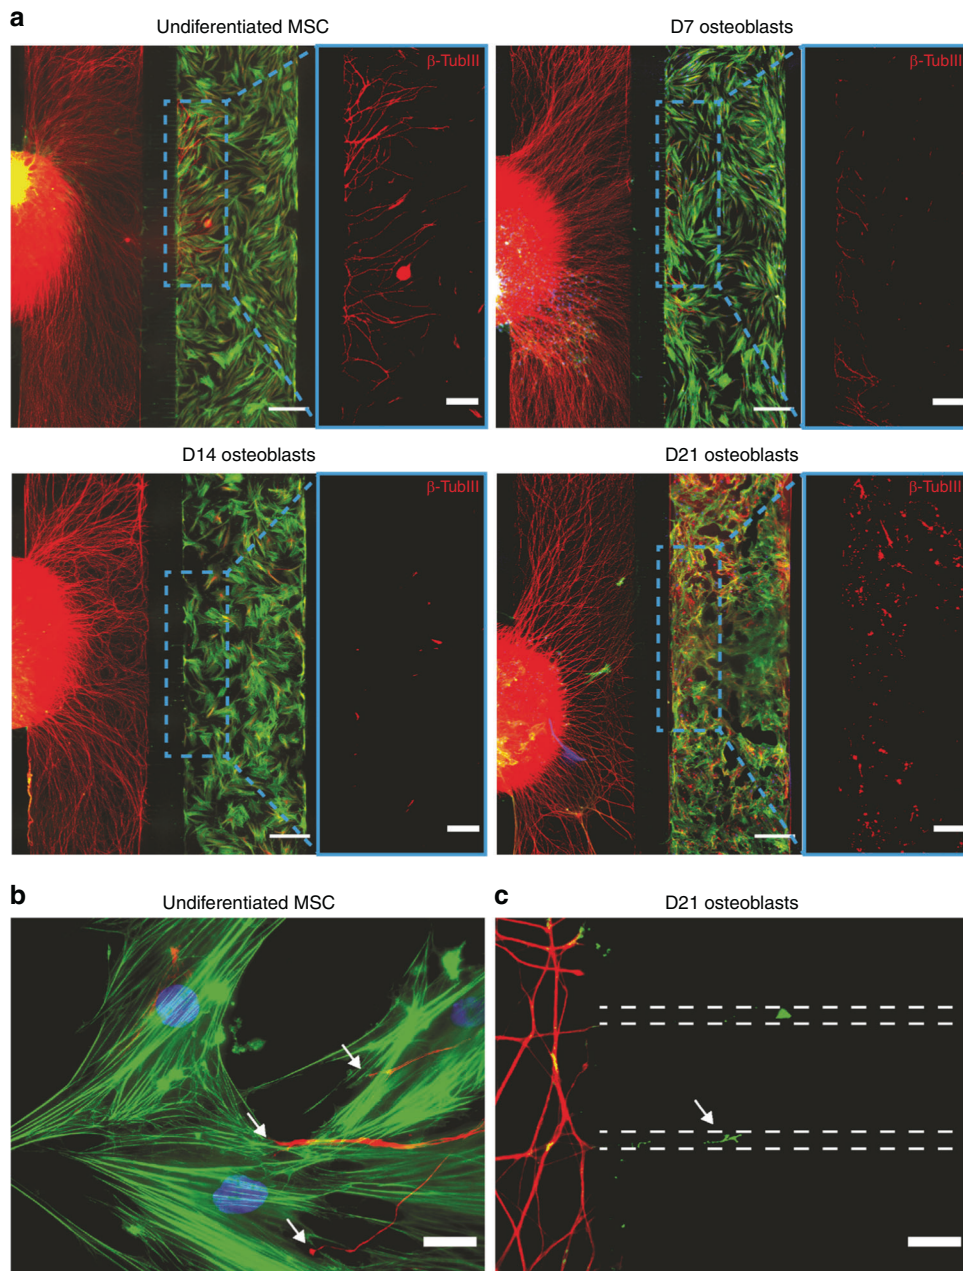 a
Undiferentiated MSC
D7 osteoblasts
β-TubIII
β-TubIII
D14 osteoblasts
D21 osteoblasts
β-TubIII
β-TubIII
b
Undiferentiated MSC
c
D21 osteoblasts